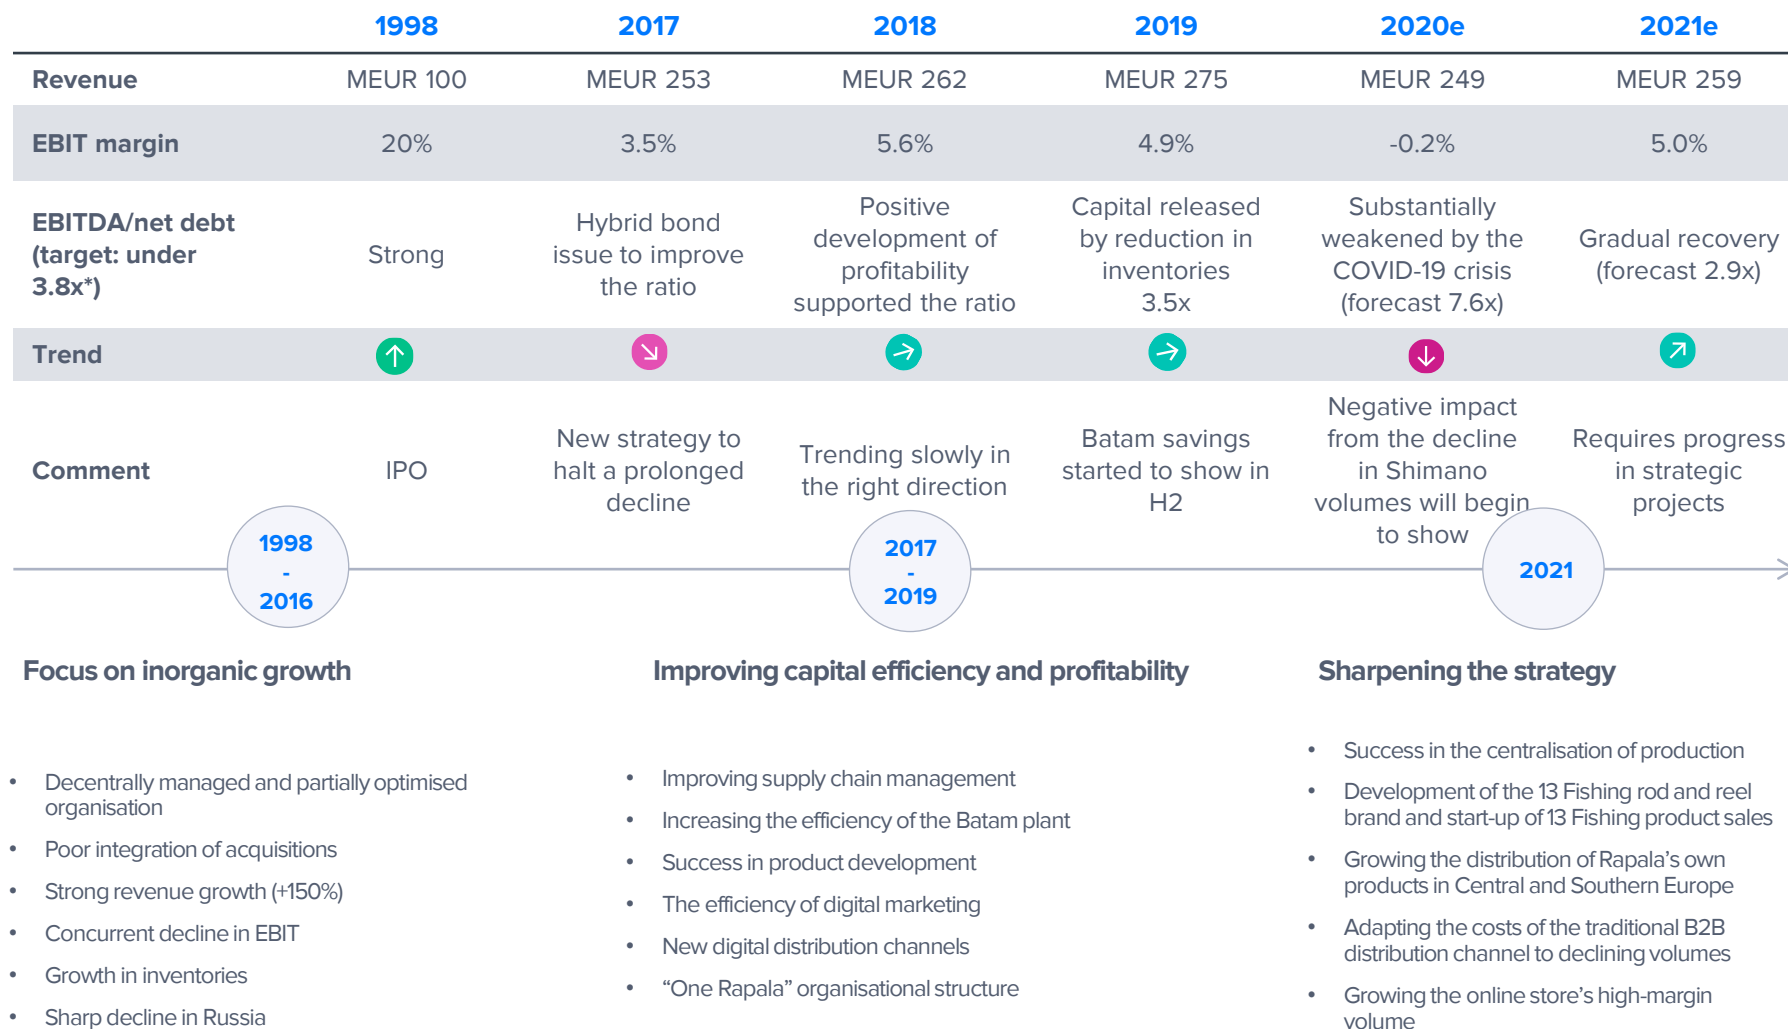 1998 2017 2018 2019 2020e 2021e
Revenue MEUR 100 MEUR 253 MEUR 262 MEUR 275 MEUR 249 MEUR 259
EBIT margin 20% 3.5% 5.6% 4.9% -0.2% 5.0%
EBITDA/net debt
(target: under
3.8x*)
Strong
Hybrid bond
issue to improve
the ratio
Positive
development of
profitability
supported the ratio
Capital released
by reduction in
inventories
3.5x
Substantially
weakened by the
COVID-19 crisis
(forecast 7.6x)
Gradual recovery
(forecast 2.9x)
Trend
Comment
IPO
New strategy to
halt a prolonged
decline
Trending slowly in
the right direction
Batam savings
started to show in
H2
Negative impact
from the decline
in Shimano
volumes will begin
to show
Requires progress
in strategic
projects
1998
-
2016
2017
-
2019
2021
Focus on inorganic growth
• Decentrally managed and partially optimised
organisation
• Poor integration of acquisitions
• Strong revenue growth (+150%)
• Concurrent decline in EBIT
• Growth in inventories
• Sharp decline in Russia
Improving capital efficiency and profitability
• Improving supply chain management
• Increasing the efficiency of the Batam plant
• Success in product development
• The efficiency of digital marketing
• New digital distribution channels
• “One Rapala” organisational structure
Sharpening the strategy
• Success in the centralisation of production
• Development of the 13 Fishing rod and reel
brand and start-up of 13 Fishing product sales
• Growing the distribution of Rapala’s own
products in Central and Southern Europe
• Adapting the costs of the traditional B2B
distribution channel to declining volumes
• Growing the online store’s high-margin
volume